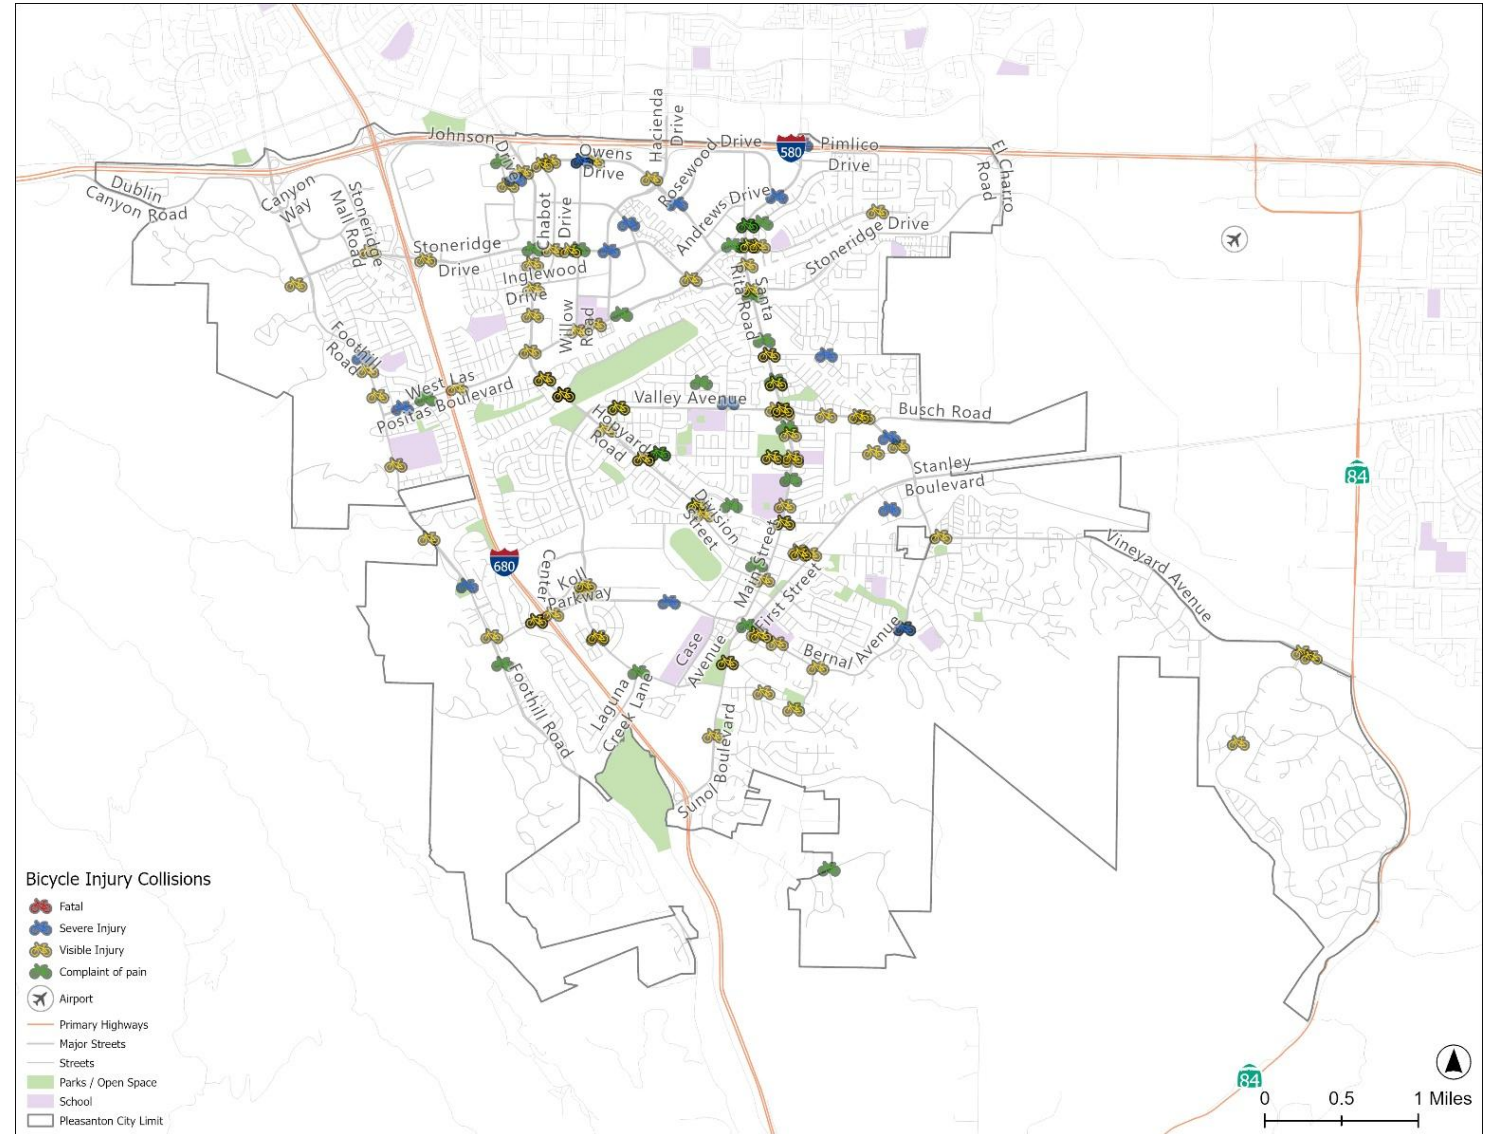 Johnson Drive
Hacienda
Drive
Owens
Drive
Rosewood Drive
580
Pimlico
Drive
El Charro
Road
Dublin
Canyon Road
Canyon
Way
Stoneridge
Mall Road
Stoneridge
Drive
Chabot
Drive
Inglewood
Drive
Andrews Drive
Stoneridge Drive
Santa
Rita Road
Willow
Road
Foothill
Road
West Las
Positas Boulevard
Valley Avenue
Busch Road
Hopyard
Road
Stanley
Boulevard
84
Division
Street
Main Street
First Street
Vineyard Avenue
680
Center
Koll
Parkway
Case
Avenue
Bernal Avenue
Laguna
Creek Lane
Foothill Road
Sunol Boulevard
Bicycle Injury Collisions
Fatal
Severe Injury
Visible Injury
Complaint of pain
Airport
Primary Highways
Major Streets
Streets
Parks / Open Space
School
Pleasanton City Limit
84
0 0.5 1 Miles